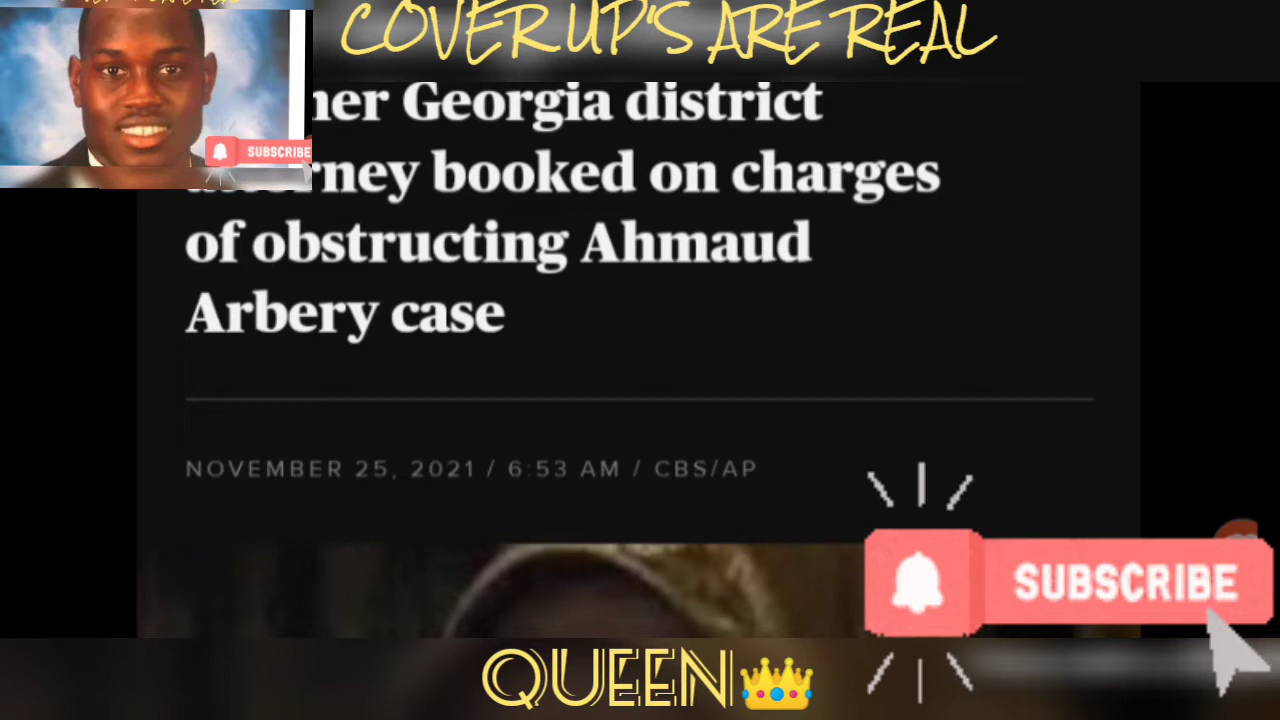 COVER UP'S ARE REAL
SUBSCRIBE
ner Georgia district
rney booked on charges
of obstructing Ahmaud
Arbery case
NOVEMBER 25, 2021 / 6:53 AM / CBS/AP
SUBSCRIBE
QUEEN👑